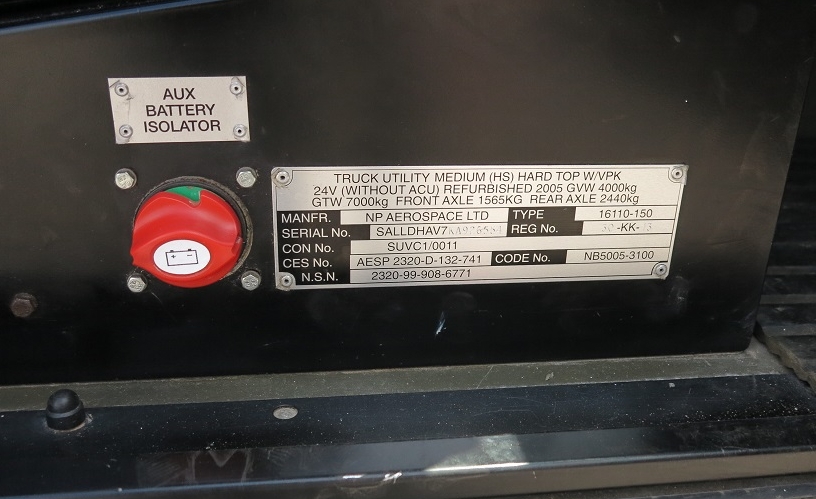 AUX
BATTERY
ISOLATOR
TRUCK UTILITY MEDIUM (HS) HARD TOP W/VPK
24V (WITHOUT ACU) REFURBISHED 2005 GVW 4000kg
GTW 7000kg FRONT AXLE 1565KG REAR AXLE 2440kg
MANFR. NP AEROSPACE LTD TYPE 16110-150
SERIAL No. SALLDHAV7 REG No. -KK-
CON No. SUVC1/0011
CES No. AESP 2320-D-132-741 CODE No. NB5005-3100
N.S.N. 2320-99-908-6771